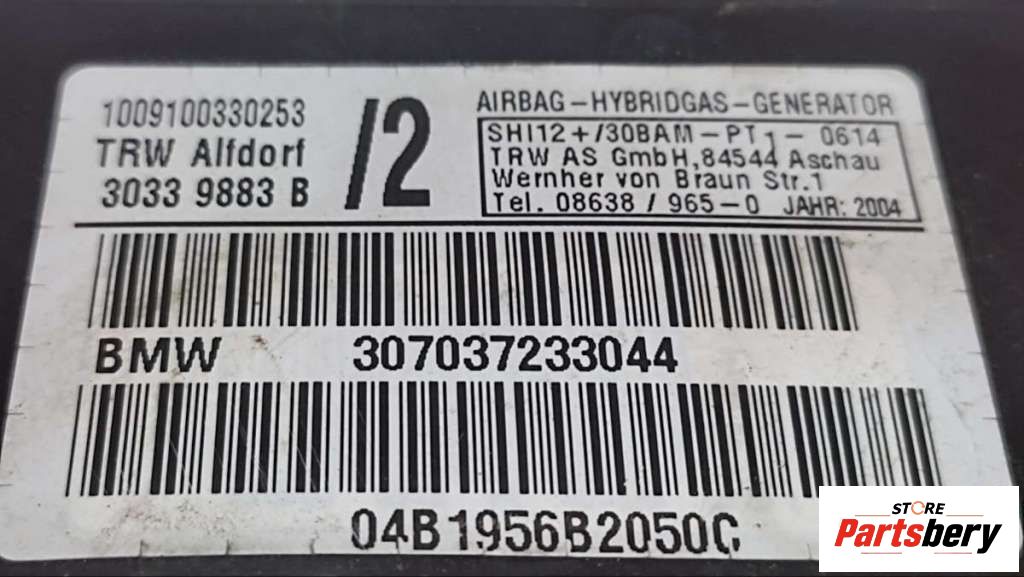 1009100330253
TRW Alfdorf
3033 9883 B
/2
AIRBAG-HYBRIDGAS-GENERATOR
SHI12+/30BAM-PT1- 0614
TRW AS GmbH, 84544 Aschau
Wernher von Braun Str.1
Tel. 08638 / 965-0 JAHR: 2004
BMW 307037233044
04B1956B2050C
STORE
Partsbery